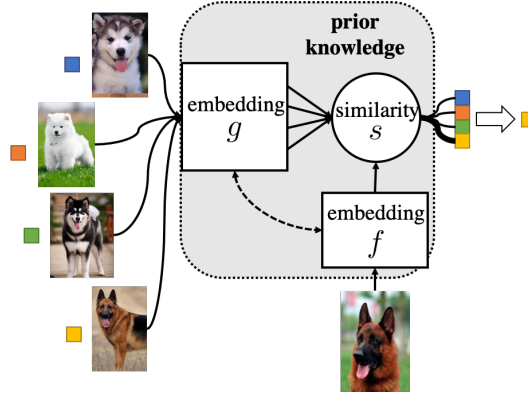 prior
knowledge
embedding
g
similarity
s
embedding
f